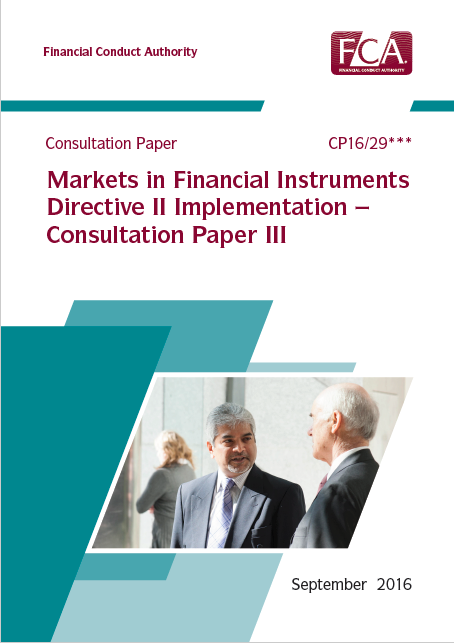 Financial Conduct Authority
FCA.
FINANCIAL CONDUCT AUTHORITY
Consultation Paper
CP16/29***
Markets in Financial Instruments
Directive II Implementation –
Consultation Paper III
September 2016